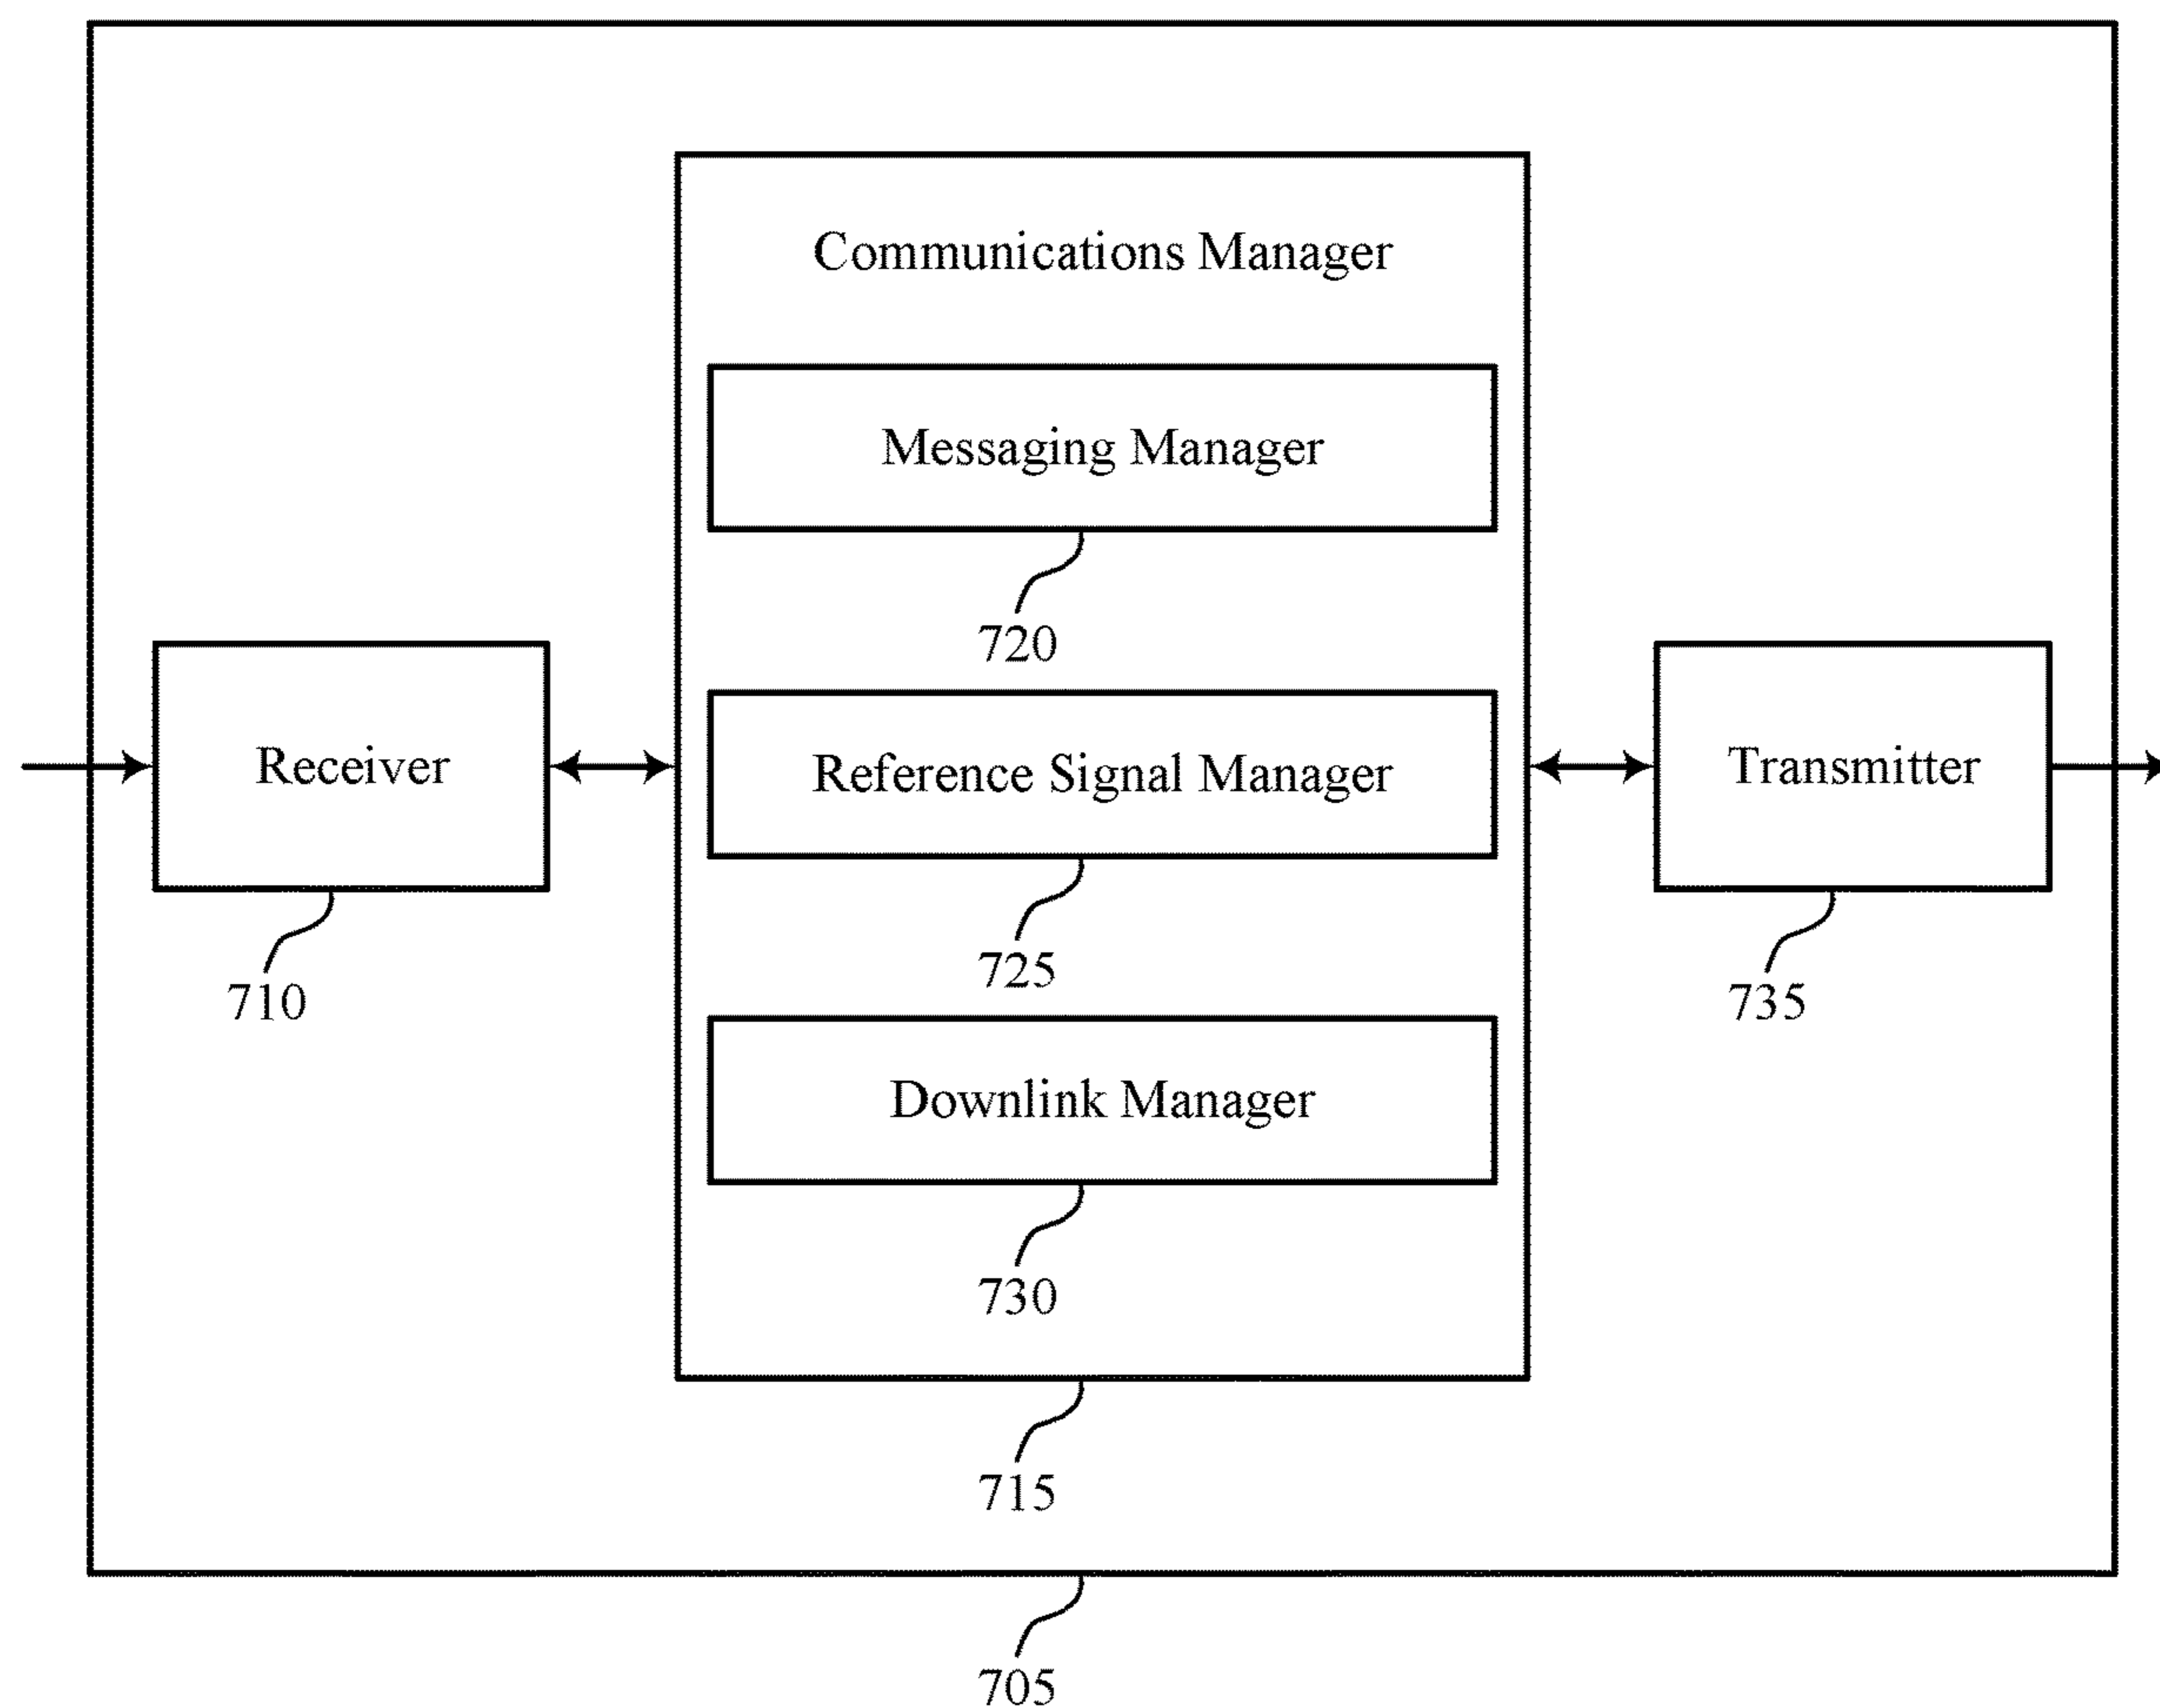 Communications Manager
Messaging Manager
720
Receiver
Reference Signal Manager
Transmitter
710
725
735
Downlink Manager
730
715
705